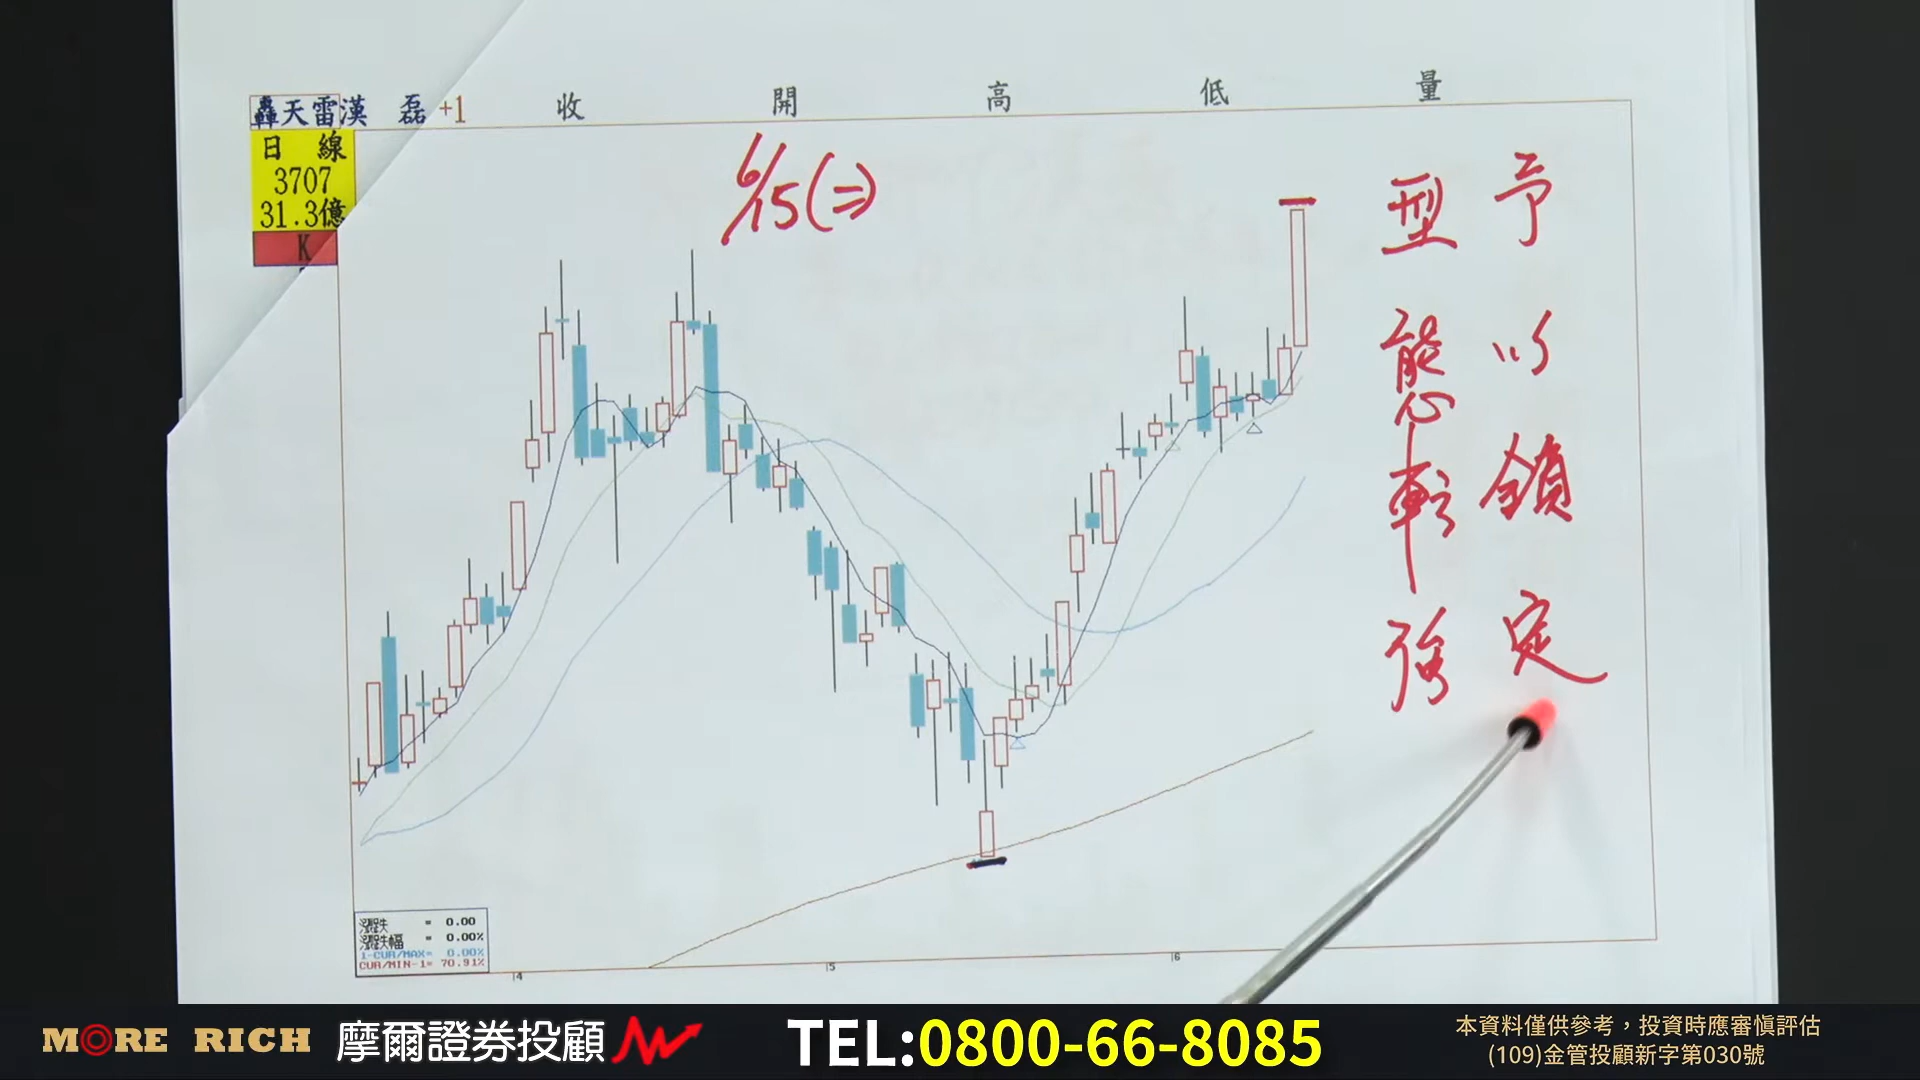 轟天雷漢 磊 +1 收 開 高 低 量
日 線
3707
31.3億
K
6/15(二)
型態轉強
予以鎖定
漲跌 = 0.00
漲跌幅 = 0.00%
1-CUR/MAX= 0.00%
CUR/MIN-1= 70.91%
4 5 6
MORE RICH 摩爾證券投顧 TEL:0800-66-8085
本資料僅供參考，投資時應審慎評估
(109)金管投顧新字第030號